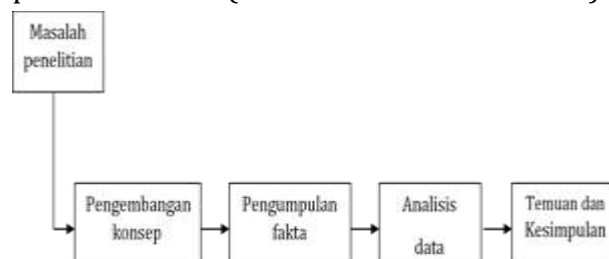 Masalah
penelitian
Pengembangan
konsep
Pengumpulan
fakta
Analisis
data
Temuan dan
Kesimpulan